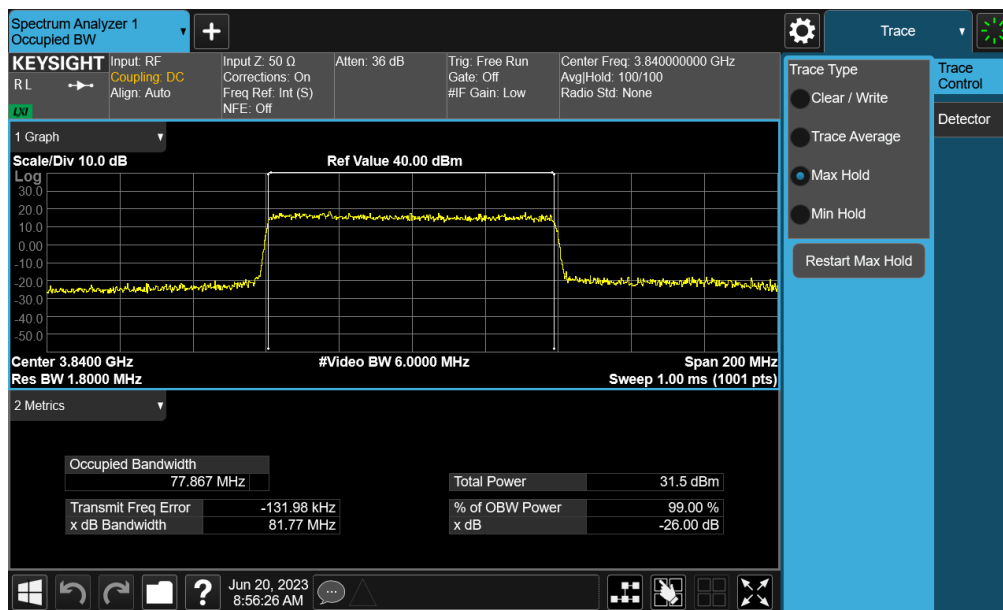 Spectrum Analyzer 1
Occupied BW
+
Trace
KEYSIGHT Input: RF Input Z: 50 Ω Atten: 36 dB Trig: Free Run Center Freq: 3.840000000 GHz
R L Coupling: DC Corrections: On Gate: Off Avg|Hold: 100/100
Align: Auto Freq Ref: Int (S) #IF Gain: Low Radio Std: None
LXI NFE: Off
Trace Type
Clear / Write
Trace Average
Max Hold
Min Hold
Restart Max Hold
Trace
Control
Detector
1 Graph
Scale/Div 10.0 dB Ref Value 40.00 dBm
Log
30.0
20.0
10.0
0.00
-10.0
-20.0
-30.0
-40.0
-50.0
Center 3.8400 GHz #Video BW 6.0000 MHz Span 200 MHz
Res BW 1.8000 MHz Sweep 1.00 ms (1001 pts)
2 Metrics
Occupied Bandwidth
77.867 MHz Total Power 31.5 dBm
Transmit Freq Error -131.98 kHz % of OBW Power 99.00 %
x dB Bandwidth 81.77 MHz x dB -26.00 dB
? Jun 20, 2023
8:56:26 AM